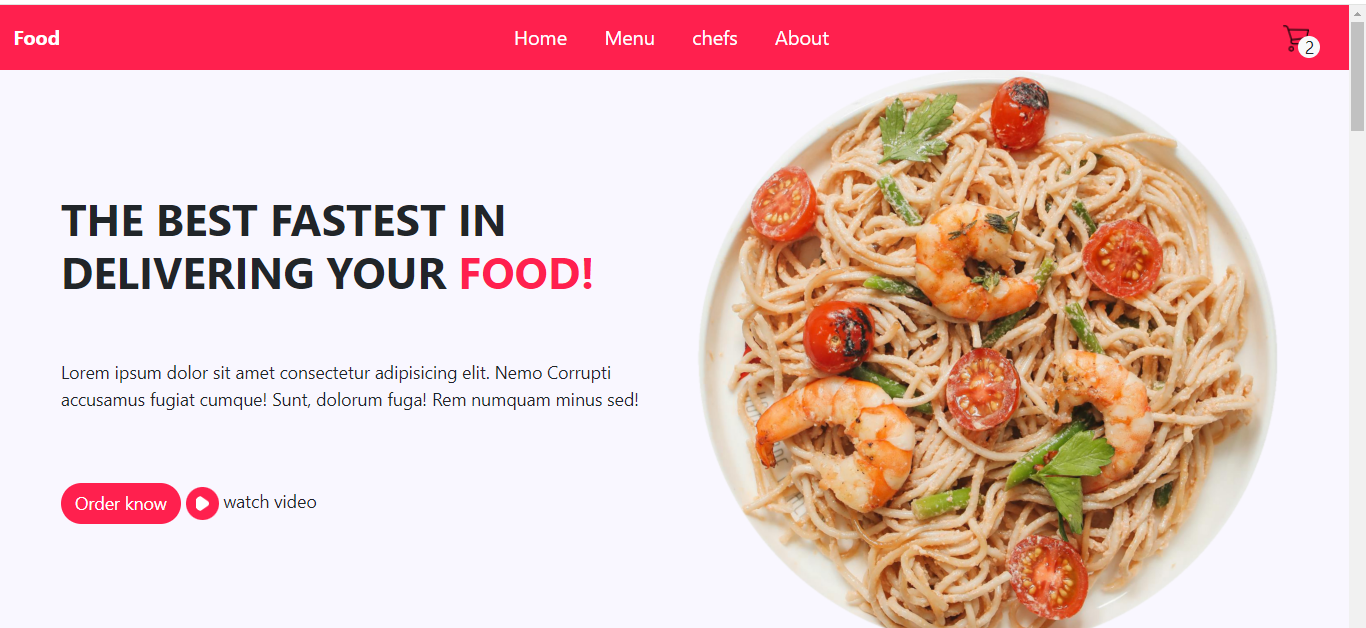 Food
Home Menu chefs About
2
THE BEST FASTEST IN
DELIVERING YOUR FOOD!
Lorem ipsum dolor sit amet consectetur adipisicing elit. Nemo Corrupti
accusamus fugiat cumque! Sunt, dolorum fuga! Rem numquam minus sed!
Order know watch video